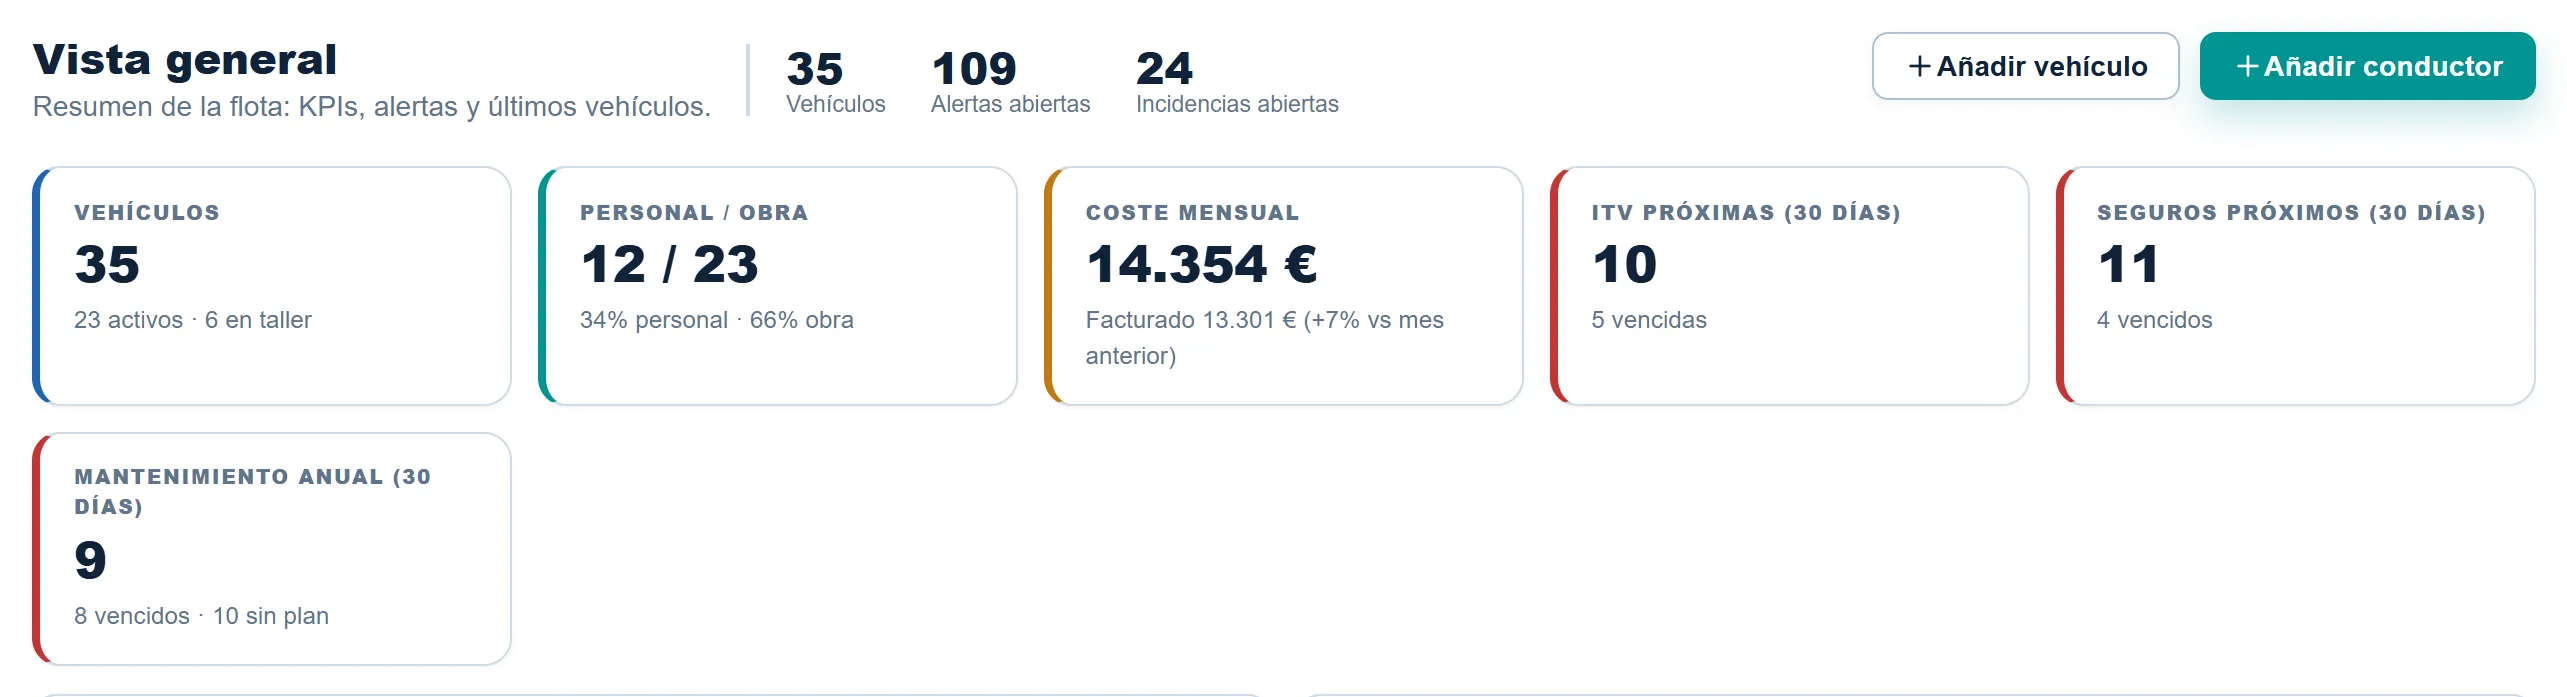 Vista general
Resumen de la flota: KPIs, alertas y últimos vehículos.
35
Vehículos
109
Alertas abiertas
24
Incidencias abiertas
+ Añadir vehículo
+ Añadir conductor
VEHÍCULOS
35
23 activos · 6 en taller
PERSONAL / OBRA
12 / 23
34% personal · 66% obra
COSTE MENSUAL
14.354 €
Facturado 13.301 € (+7% vs mes
anterior)
ITV PRÓXIMAS (30 DÍAS)
10
5 vencidas
SEGUROS PRÓXIMOS (30 DÍAS)
11
4 vencidos
MANTENIMIENTO ANUAL (30
DÍAS)
9
8 vencidos · 10 sin plan